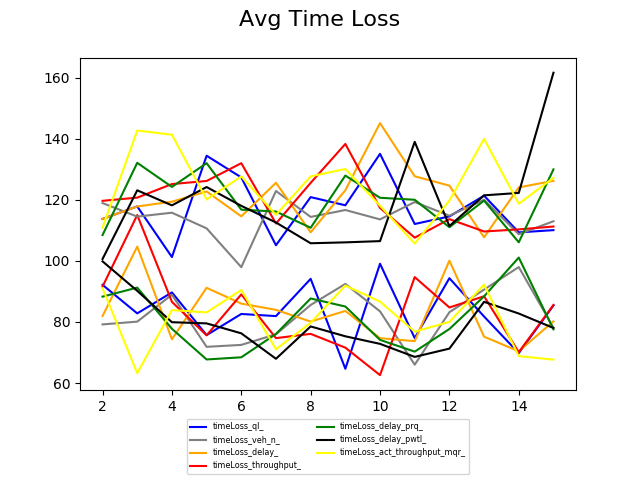 Avg Time Loss
160
140
120
100
80
60
2 4 6 8 10 12 14
timeLoss_ql_
timeLoss_veh_n_
timeLoss_delay_
timeLoss_throughput_
timeLoss_delay_prq_
timeLoss_delay_pwtl_
timeLoss_act_throughput_mqr_